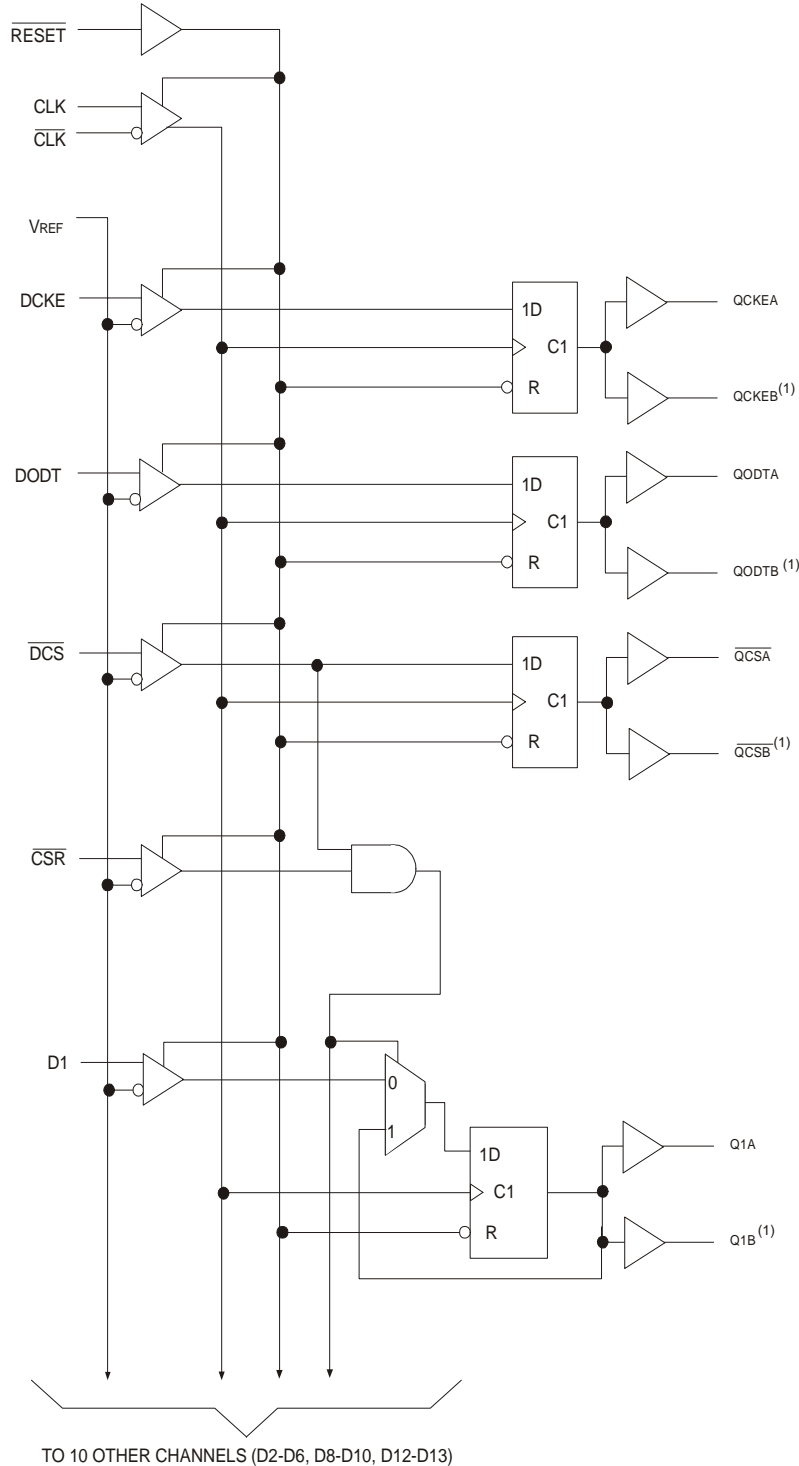 RESET
CLK
CLK
VREF
DCKE
1D
C1
R
QCKEA
QCKEB(1)
DODT
1D
C1
R
QODTA
QODTB (1)
DCS
1D
C1
R
QCSA
QCSB(1)
CSR
D1
0
1
1D
C1
R
Q1A
Q1B(1)
TO 10 OTHER CHANNELS (D2-D6, D8-D10, D12-D13)